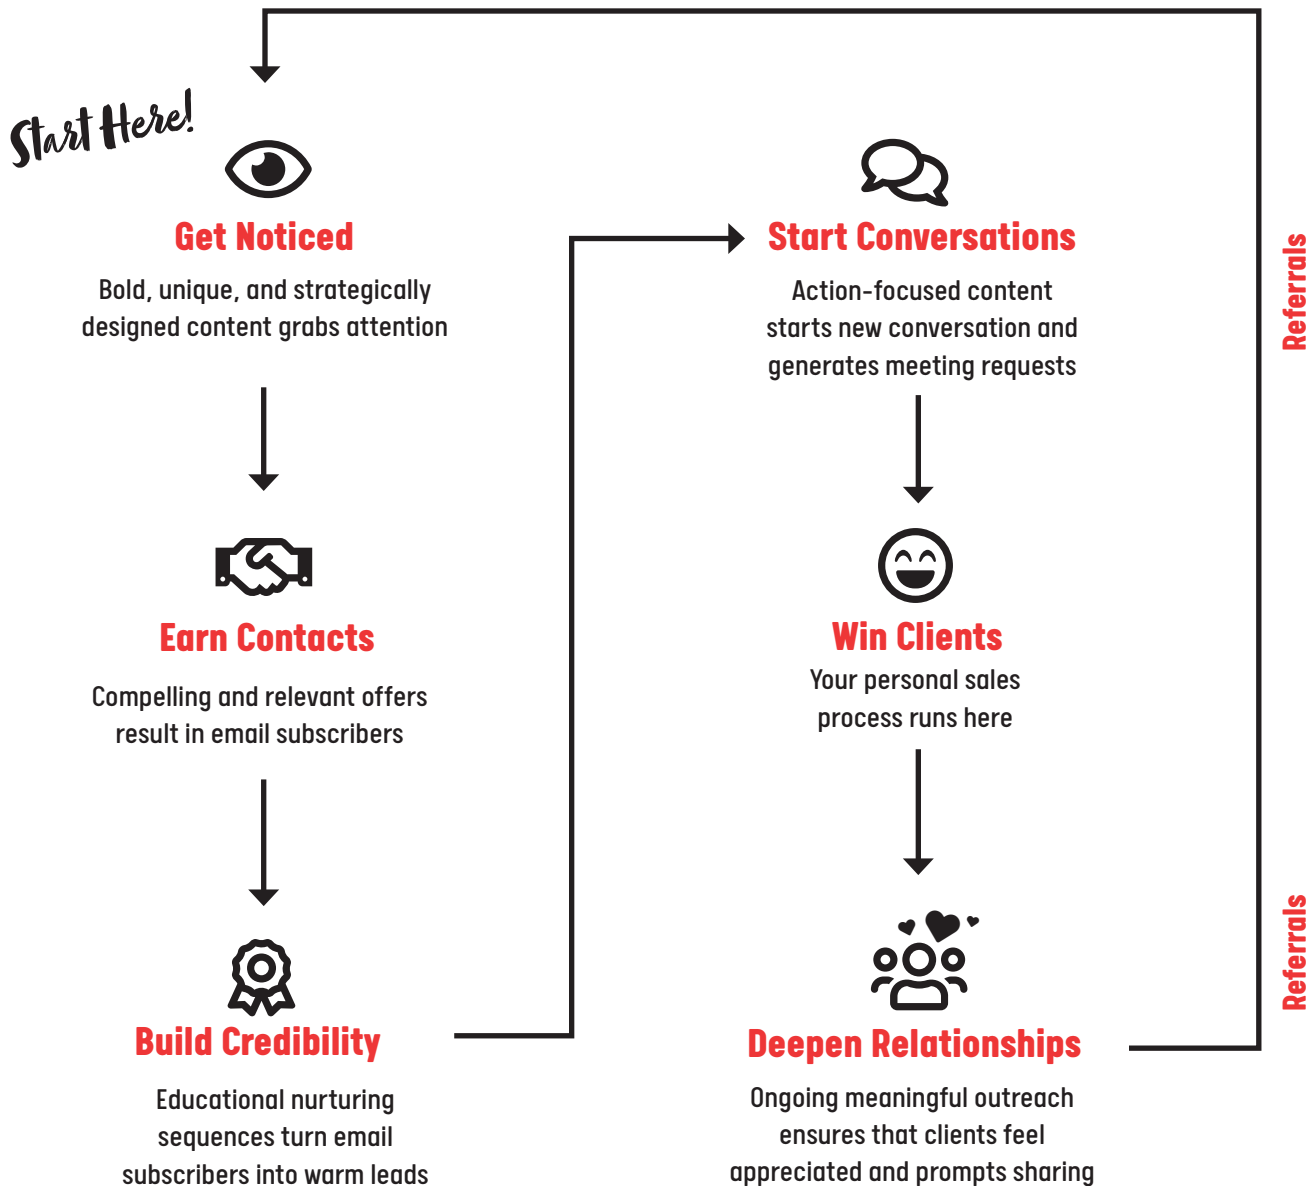 Start Here!
Get Noticed
Bold, unique, and strategically
designed content grabs attention
Earn Contacts
Compelling and relevant offers
result in email subscribers
Build Credibility
Educational nurturing
sequences turn email
subscribers into warm leads
Start Conversations
Action-focused content
starts new conversation and
generates meeting requests
Win Clients
Your personal sales
process runs here
Deepen Relationships
Ongoing meaningful outreach
ensures that clients feel
appreciated and prompts sharing
Referrals
Referrals